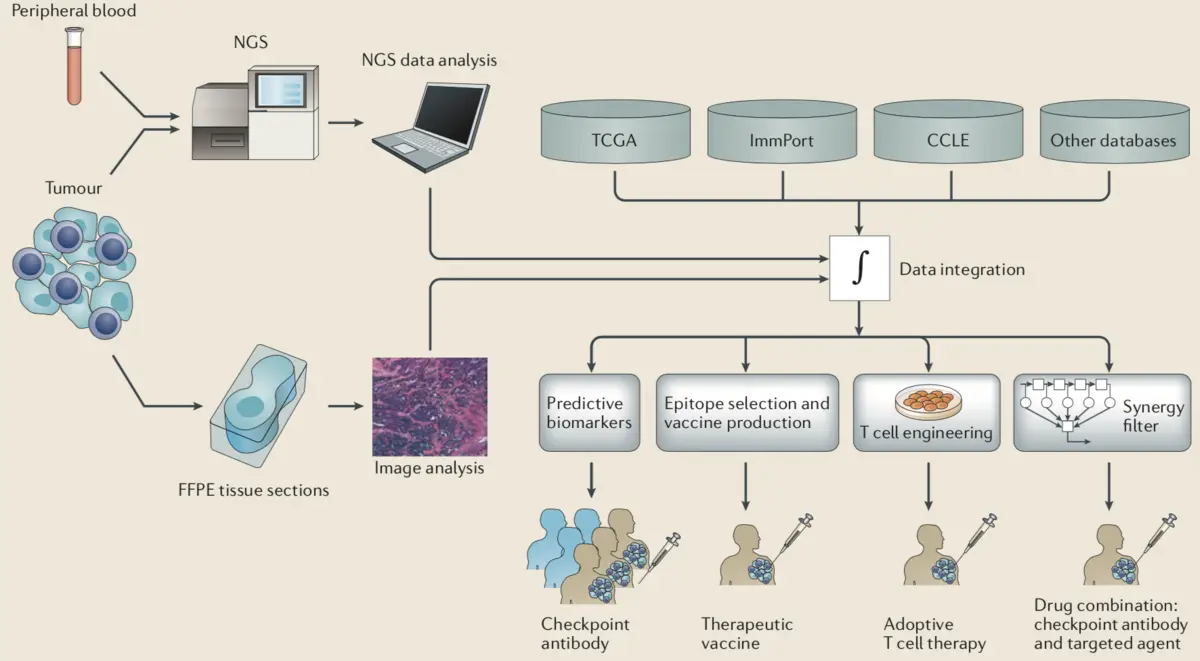 Peripheral blood
NGS
NGS data analysis
TCGA
ImmPort
CCLE
Other databases
Tumour
∫
Data integration
FFPE tissue sections
Image analysis
Predictive
biomarkers
Epitope selection and
vaccine production
T cell engineering
Synergy
filter
Checkpoint
antibody
Therapeutic
vaccine
Adoptive
T cell therapy
Drug combination:
checkpoint antibody
and targeted agent